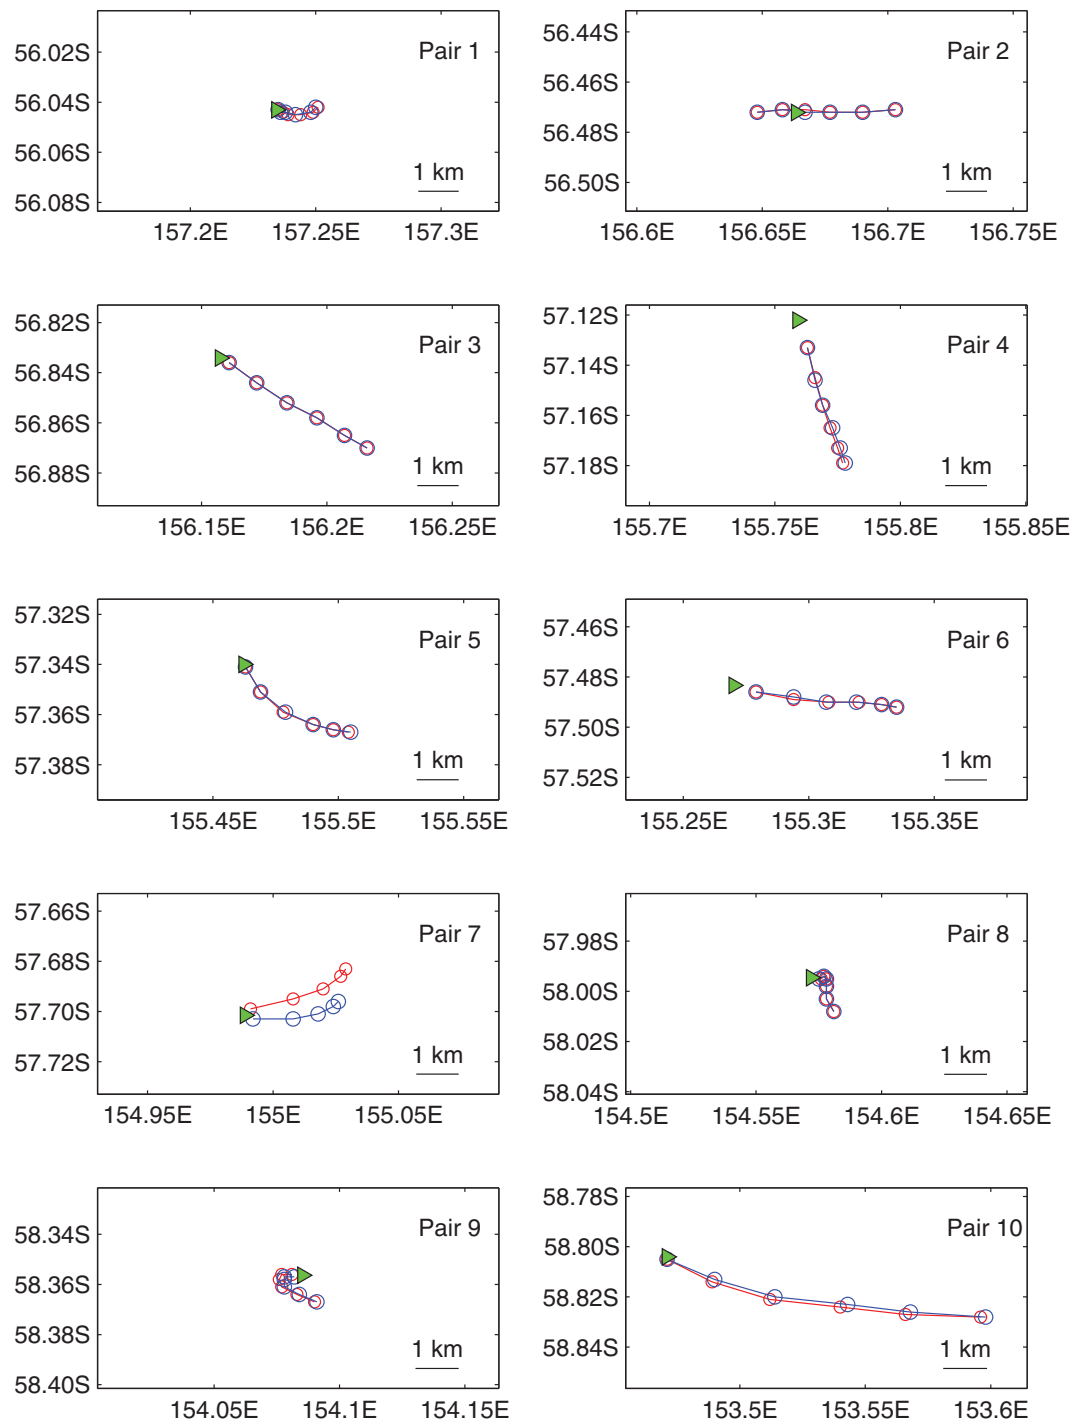 56.02S
56.04S
56.06S
56.08S
Pair 1
1 km
157.2E 157.25E 157.3E
56.44S
56.46S
56.48S
56.50S
Pair 2
1 km
156.6E 156.65E 156.7E 156.75E
56.82S
56.84S
56.86S
56.88S
Pair 3
1 km
156.15E 156.2E 156.25E
57.12S
57.14S
57.16S
57.18S
Pair 4
1 km
155.7E 155.76E 155.8E 155.85E
57.32S
57.34S
57.36S
57.38S
Pair 5
1 km
155.45E 155.5E 155.55E
57.46S
57.48S
57.50S
57.52S
Pair 6
1 km
155.25E 155.3E 155.35E
57.66S
57.68S
57.70S
57.72S
Pair 7
1 km
154.95E 155E 155.05E
57.98S
58.00S
58.02S
58.04S
Pair 8
1 km
154.5E 154.55E 154.6E 154.65E
58.34S
58.36S
58.38S
58.40S
Pair 9
1 km
154.05E 154.1E 154.15E
58.78S
58.80S
58.82S
58.84S
Pair 10
1 km
153.5E 153.55E 153.6E